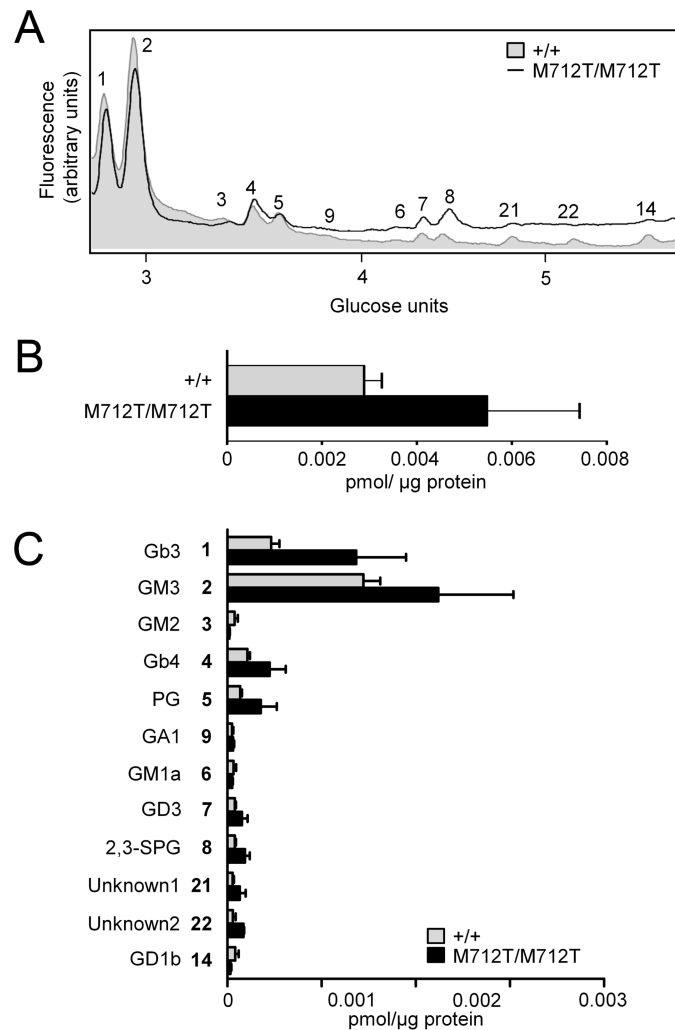 A
+/+
M712T/M712T
Fluorescence
(arbitrary units)
1 2 3 4 5 9 6 7 8 21 22 14
3 4 5
Glucose units
B
+/+
M712T/M712T
0 0.002 0.004 0.006 0.008
pmol/ µg protein
C
Gb3 1
GM3 2
GM2 3
Gb4 4
PG 5
GA1 9
GM1a 6
GD3 7
2,3-SPG 8
Unknown1 21
Unknown2 22
GD1b 14
+/+
M712T/M712T
0 0.001 0.002 0.003
pmol/µg protein